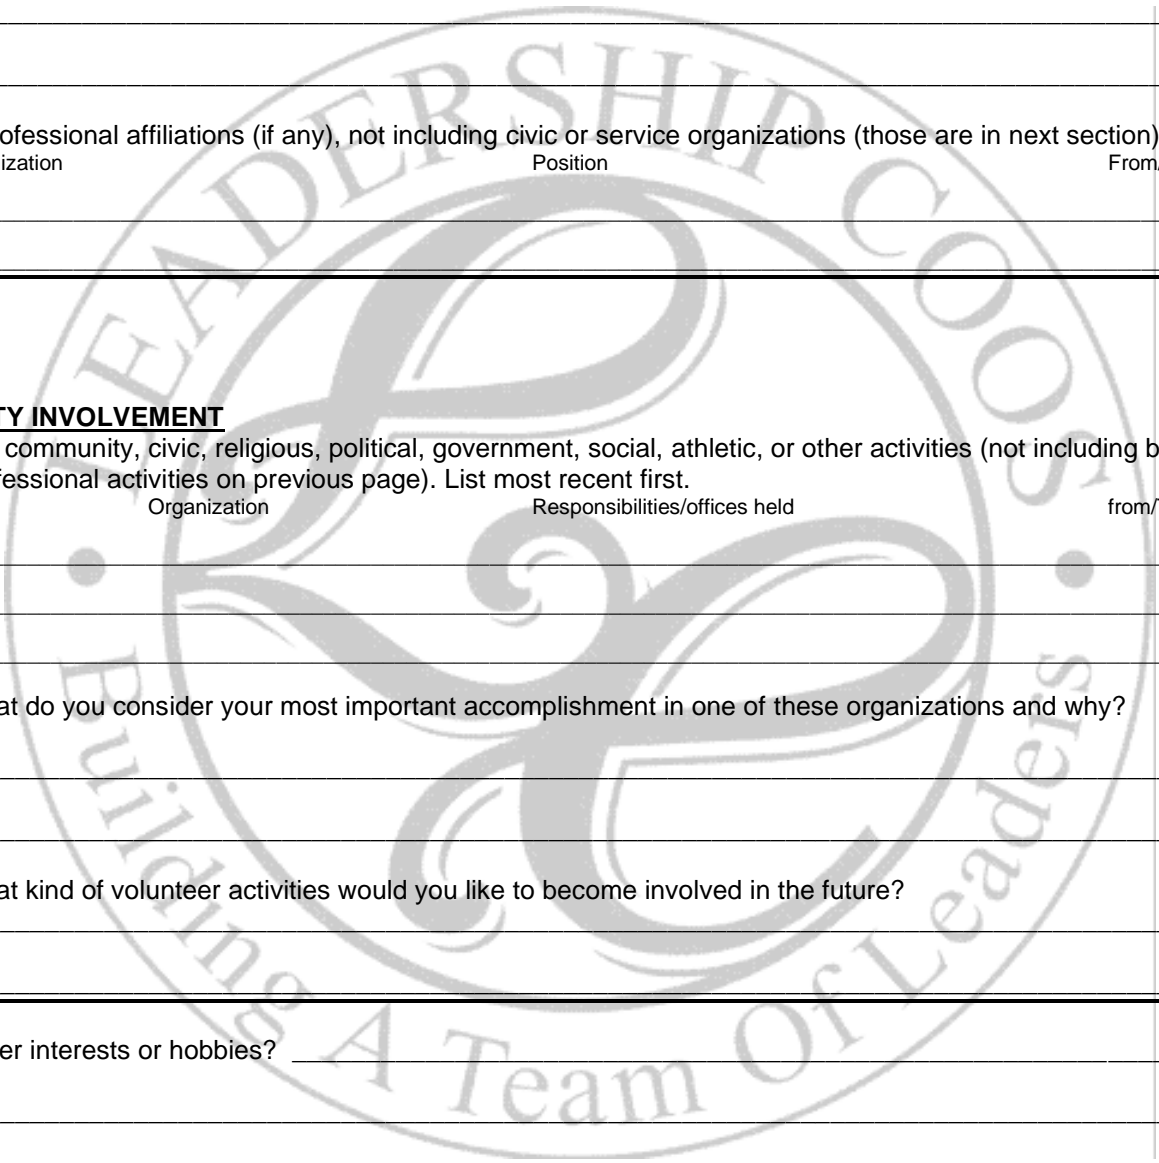 ofessional affiliations (if any), not including civic or service organizations (those are in next section)
ization Position From/
TY INVOLVEMENT
community, civic, religious, political, government, social, athletic, or other activities (not including b
fessional activities on previous page). List most recent first.
Organization Responsibilities/offices held from/T
at do you consider your most important accomplishment in one of these organizations and why?
at kind of volunteer activities would you like to become involved in the future?
er interests or hobbies?
LEADERSHIP COOS
Building A Team Of Leaders